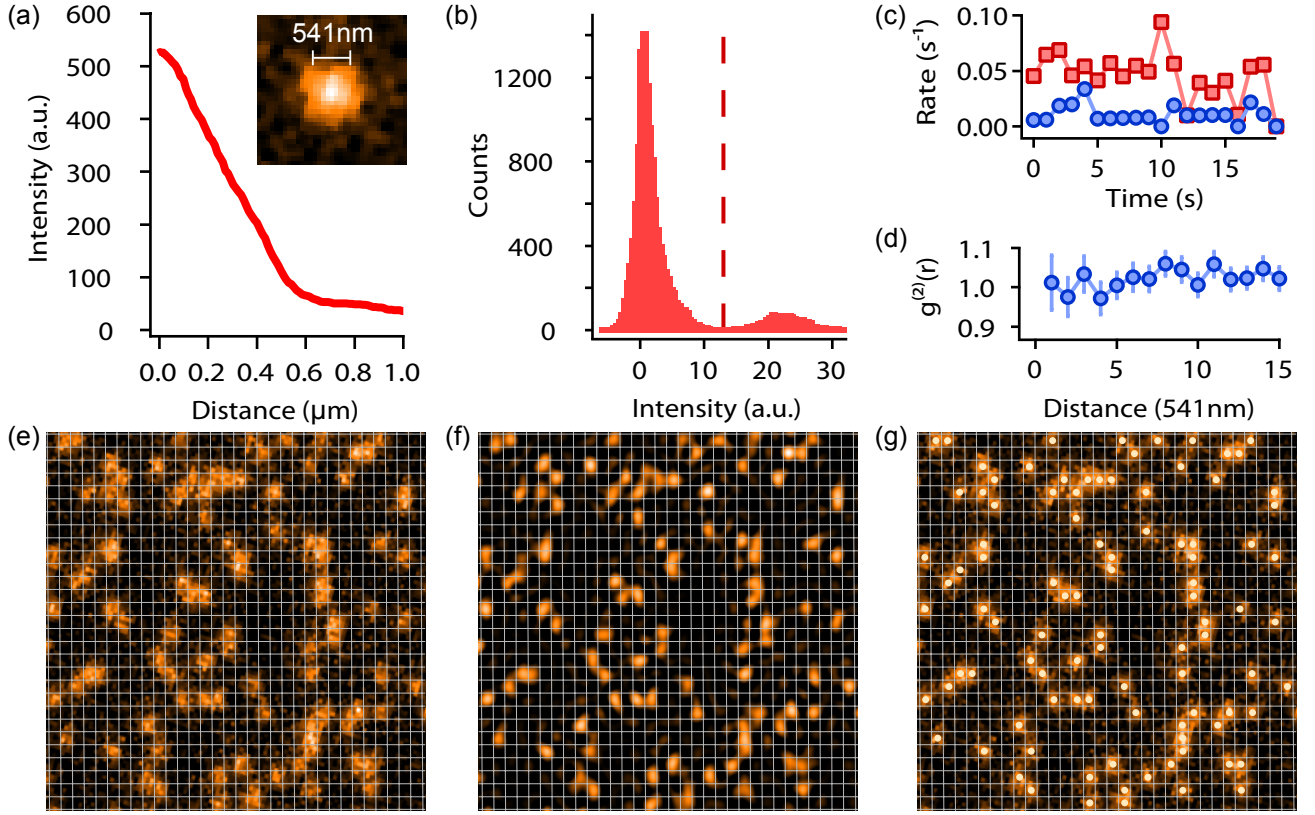 (a)
541nm
600
500
400
300
200
100
0
Intensity (a.u.)
0.0 0.2 0.4 0.6 0.8 1.0
Distance (µm)
(b)
1200
1600
800
400
0
Counts
0 10 20 30
Intensity (a.u.)
(c)
0.10
0.05
0.00
Rate (s⁻¹)
0 5 10 15
Time (s)
(d)
1.1
1.0
0.9
g⁽²⁾(r)
0 5 10 15
Distance (541nm)
(e)
(f)
(g)